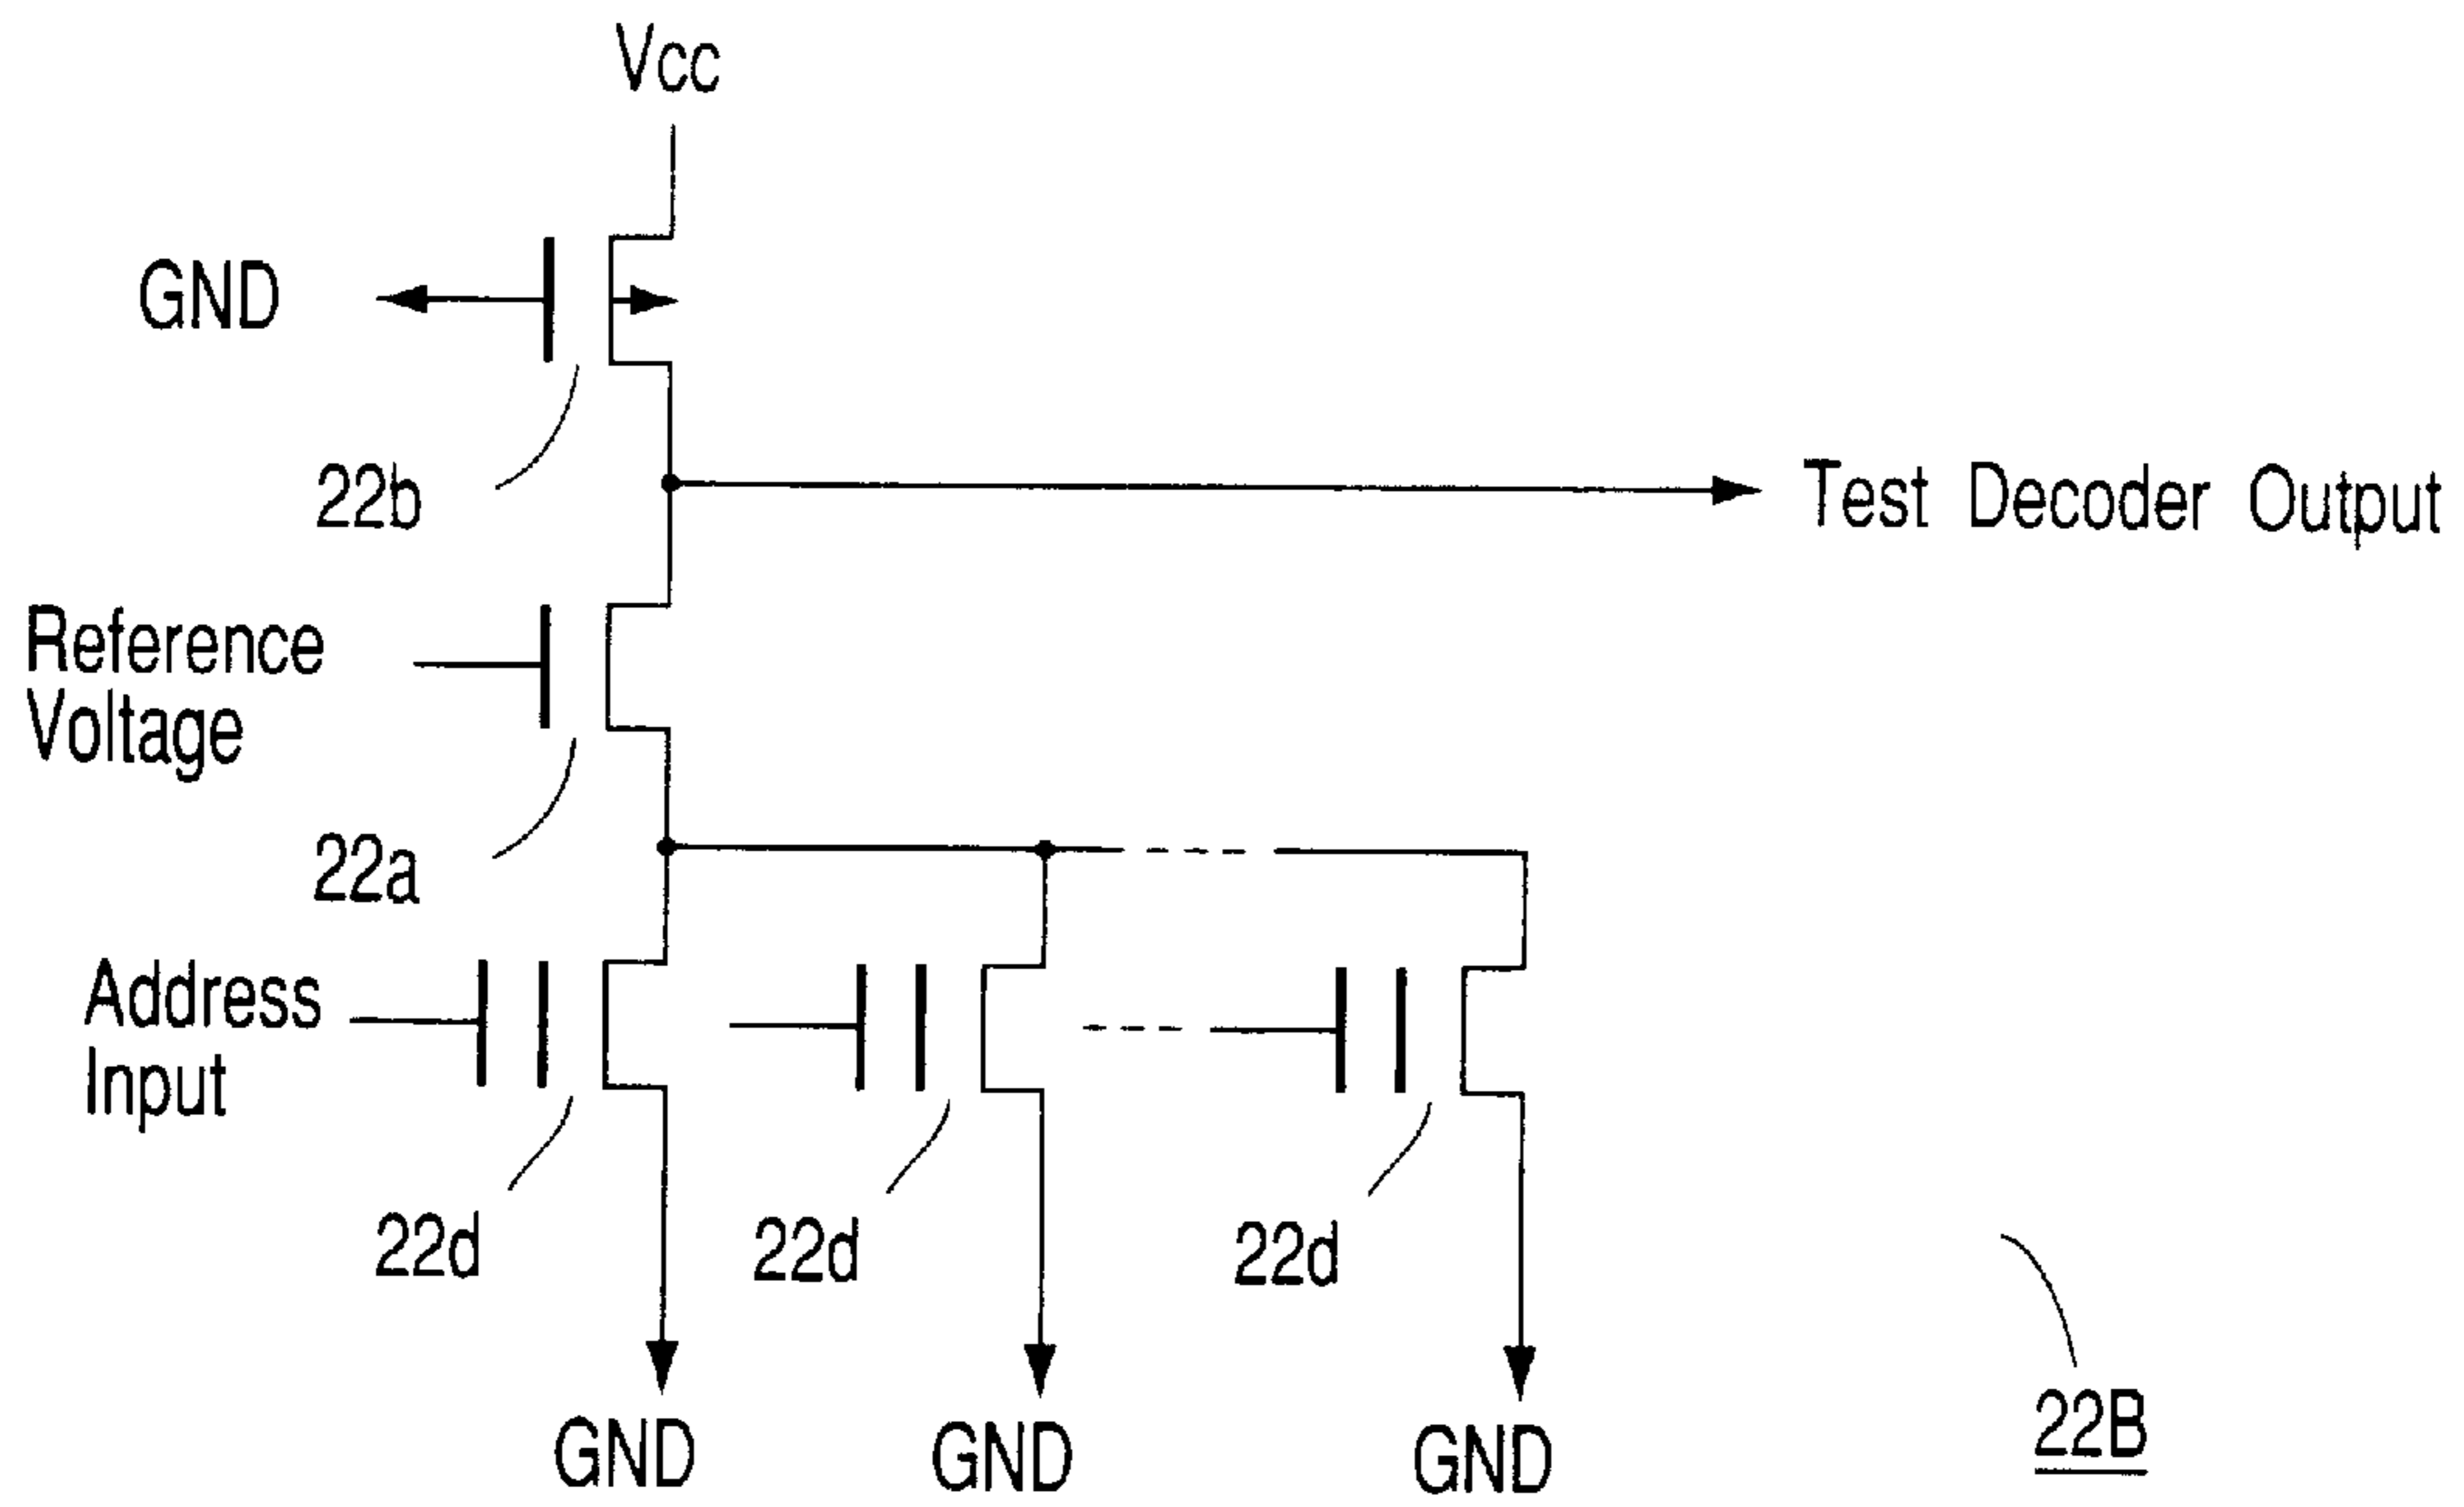 Vcc
GND
22b
Test Decoder Output
Reference
Voltage
22a
Address
Input
22d
22d
22d
GND
GND
GND
22B